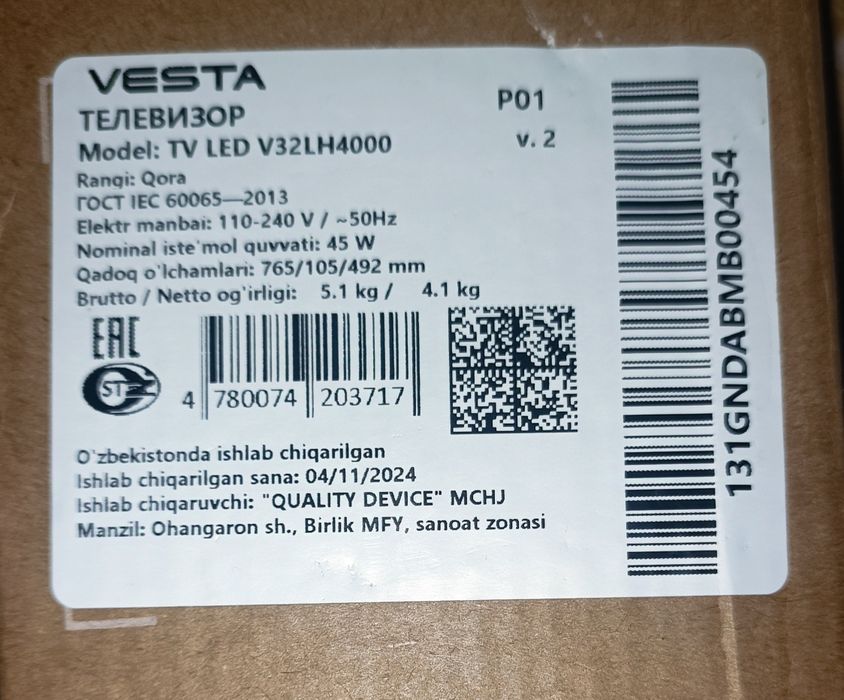 VESTA
ТЕЛЕВИЗОР
P01
Model: TV LED V32LH4000
v. 2
Rangi: Qora
ГОСТ IEC 60065—2013
Elektr manbai: 110-240 V / ~50Hz
Nominal iste'mol quvvati: 45 W
Qadoq o'lchamlari: 765/105/492 mm
Brutto / Netto og'irligi: 5.1 kg / 4.1 kg
EAC
ST
4 780074 203717
O'zbekistonda ishlab chiqarilgan
Ishlab chiqarilgan sana: 04/11/2024
Ishlab chiqaruvchi: "QUALITY DEVICE" MCHJ
Manzil: Ohangaron sh., Birlik MFY, sanoat zonasi
131GNDABMB00454